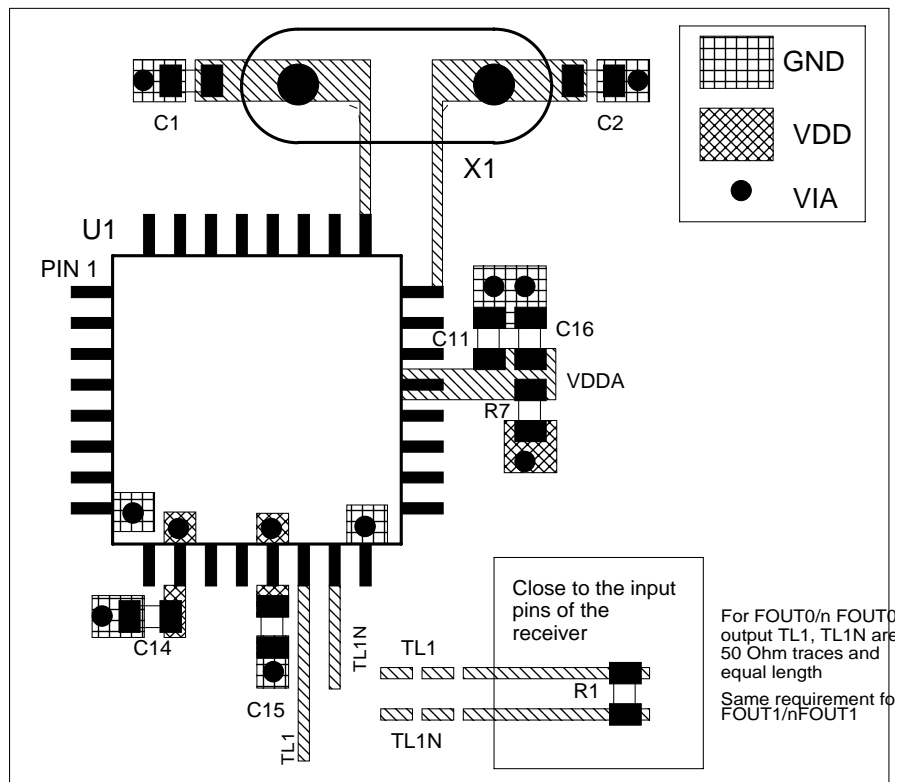 GND
VDD
VIA
C1
C2
X1
U1
PIN 1
C11
C16
VDDA
R7
C14
C15
TL1
TL1N
Close to the input
pins of the
receiver
TL1
R1
TL1N
For FOUT0/n FOUT0
output TL1, TL1N are
50 Ohm traces and
equal length
Same requirement fo
FOUT1/nFOUT1